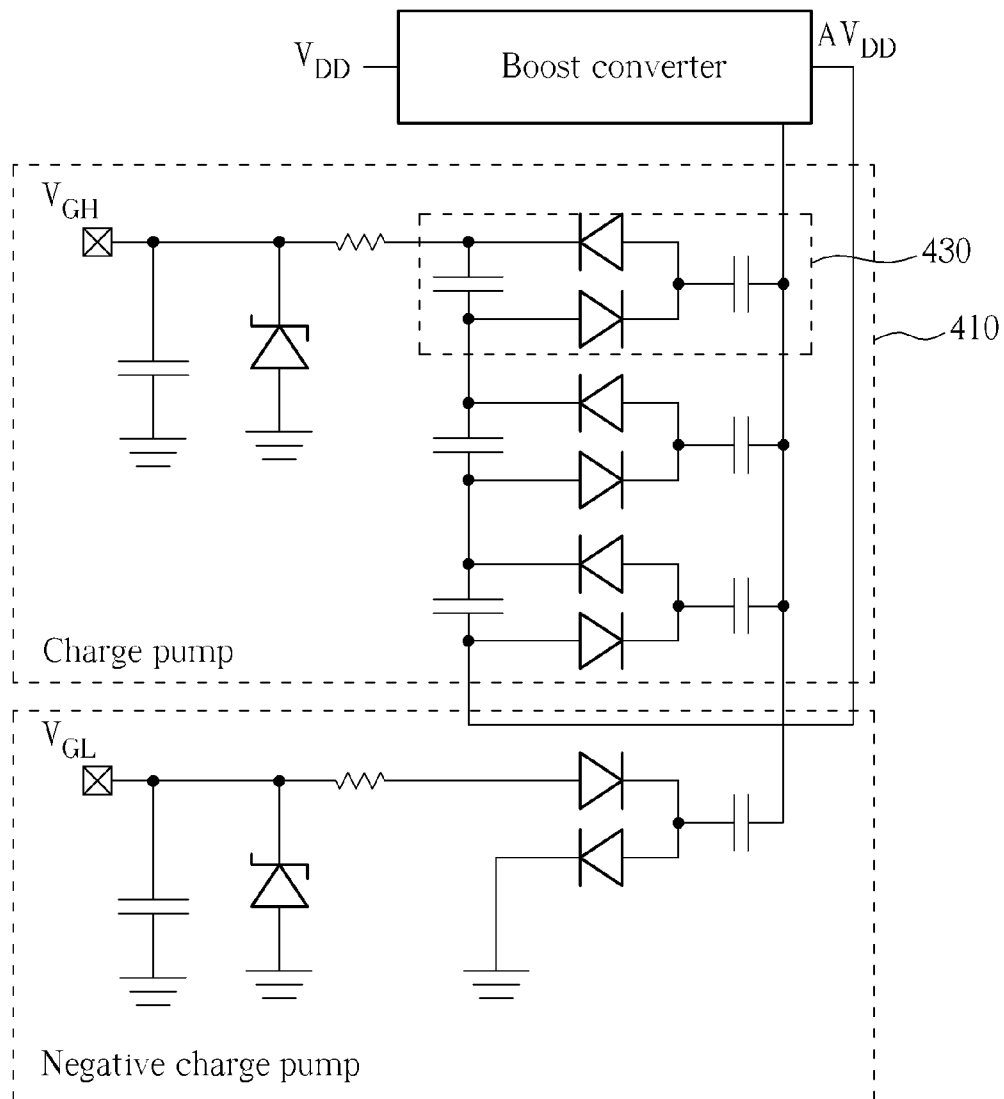 V_DD
Boost converter
AV_DD
V_GH
430
410
Charge pump
V_GL
Negative charge pump